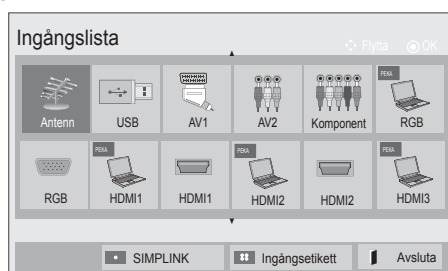 Ingångslista
Flytta OK
PEKA
Antenn USB AV1 AV2 Komponent RGB
PEKA PEKA PEKA
RGB HDMI1 HDMI1 HDMI2 HDMI2 HDMI3
SIMPLINK Ingångsetikett Avsluta